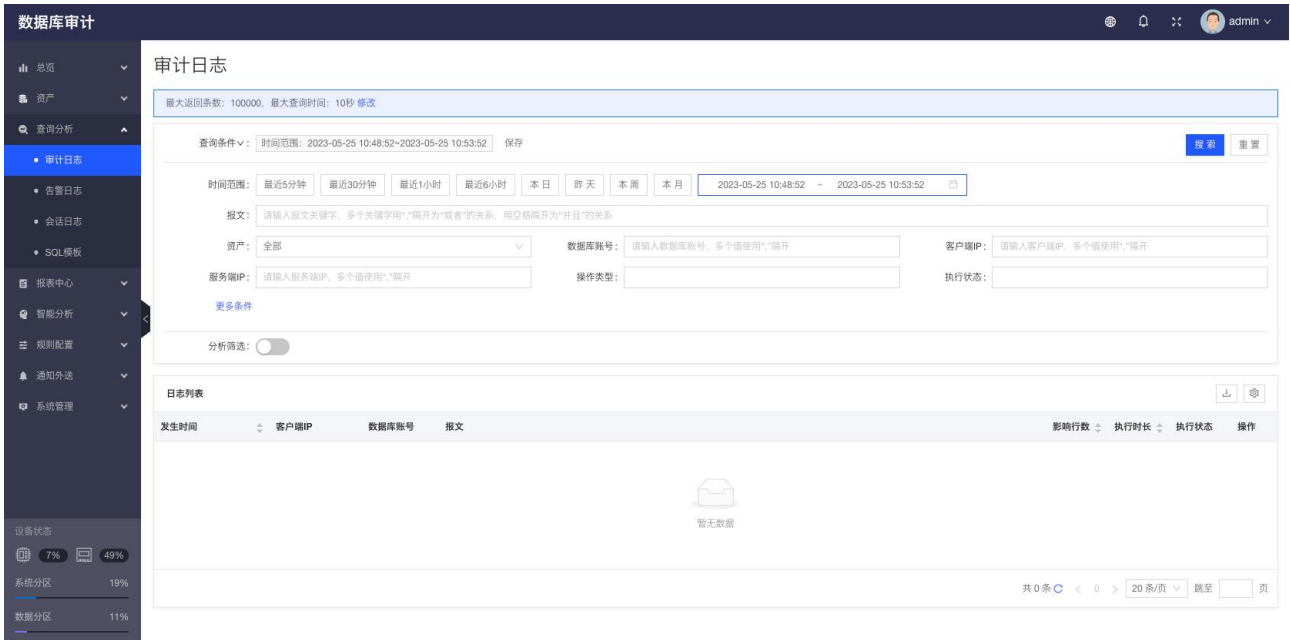 数据库审计
admin
总览
资产
查询分析
审计日志
告警日志
会话日志
SQL模板
报表中心
智能分析
规则配置
通知外送
系统管理
设备状态
7% 49%
系统分区 19%
数据分区 11%
审计日志
最大返回条数：100000，最大查询时间：10秒 修改
查询条件： 时间范围：2023-05-25 10:48:52~2023-05-25 10:53:52 保存 搜索 重置
时间范围： 最近5分钟 最近30分钟 最近1小时 最近6小时 本日 昨天 本周 本月 2023-05-25 10:48:52 ~ 2023-05-25 10:53:52
报文： 请输入报文关键字，多个关键字用","隔开为"或者"的关系，用空格隔开为"并且"的关系
资产： 全部 数据库账号： 请输入数据库账号，多个值使用","隔开 客户端IP： 请输入客户端IP，多个值使用","隔开
服务端IP： 请输入服务端IP，多个值使用","隔开 操作类型： 执行状态：
更多条件
分析筛选：
日志列表
发生时间 客户端IP 数据库账号 报文 影响行数 执行时长 执行状态 操作
暂无数据
共 0 条 < 0 > 20 条/页 跳至 页